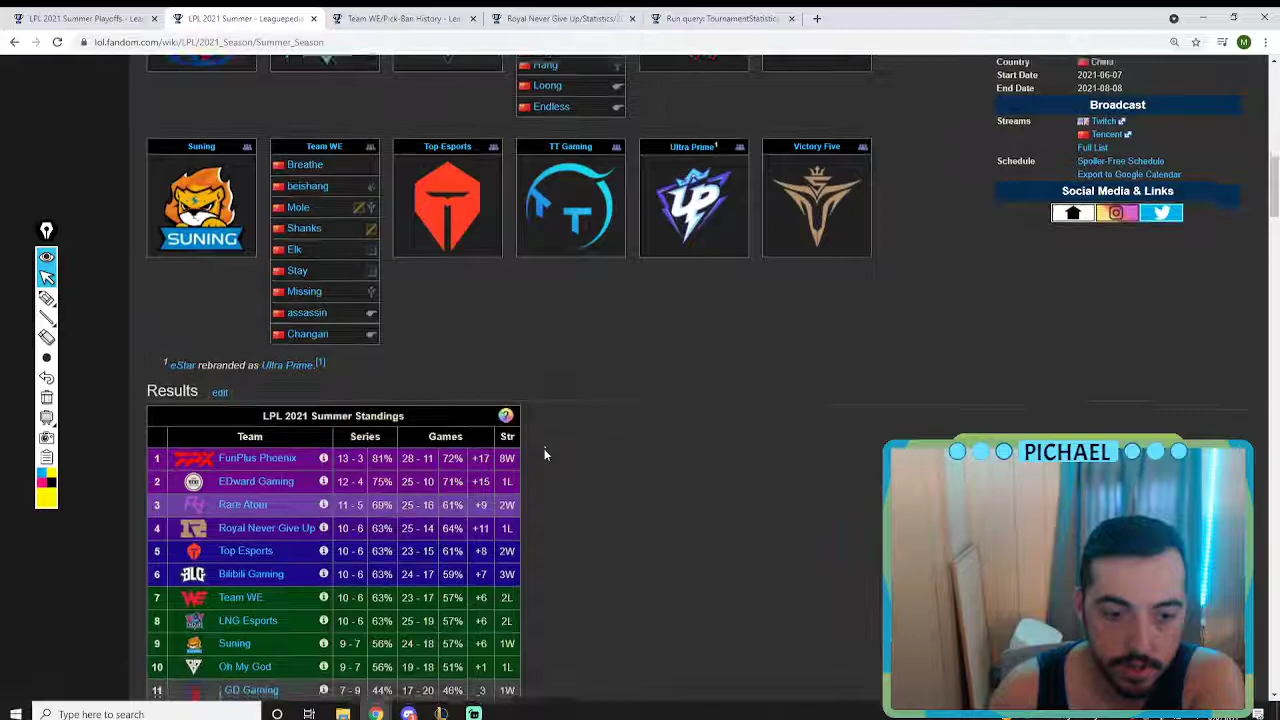 LPL 2021 Summer Playoffs - Lea
LPL 2021 Summer - Leaguepedia
Team WE/Pick-Ban History - Le
Royal Never Give Up/Statistics/
Run query: TournamentStatistic
lol.fandom.com/wiki/LPL/2021_Season/Summer_Season
M
Hang
Loong
Endless
Country China
Start Date 2021-06-07
End Date 2021-08-08
Broadcast
Streams Twitch
Tencent
Full List
Schedule Spoiler-Free Schedule
Export to Google Calendar
Social Media & Links
Suning Team WE Top Esports TT Gaming Ultra Prime1 Victory Five
SUNING
Breathe
beishang
Mole
Shanks
Elk
Stay
Missing
assassin
Changan
TT
UP
1 eStar rebranded as Ultra Prime.[1]
Results edit
LPL 2021 Summer Standings
Team Series Games Str
1 FPX FunPlus Phoenix 13 - 3 81% 28 - 11 72% +17 8W
2 EDward Gaming 12 - 4 75% 25 - 10 71% +15 1L
3 Rare Atom 11 - 5 69% 25 - 16 61% +9 2W
4 Royal Never Give Up 10 - 6 63% 25 - 14 64% +11 1L
5 Top Esports 10 - 6 63% 23 - 15 61% +8 2W
6 BLG Bilibili Gaming 10 - 6 63% 24 - 17 59% +7 3W
7 WE Team WE 10 - 6 63% 23 - 17 57% +6 2L
8 LNG Esports 10 - 6 63% 25 - 19 57% +6 2L
9 Suning 9 - 7 56% 24 - 18 57% +6 1W
10 Oh My God 9 - 7 56% 19 - 18 51% +1 1L
11 LGD Gaming 7 - 9 44% 17 - 20 46% -3 1W
PICHAEL
Type here to search